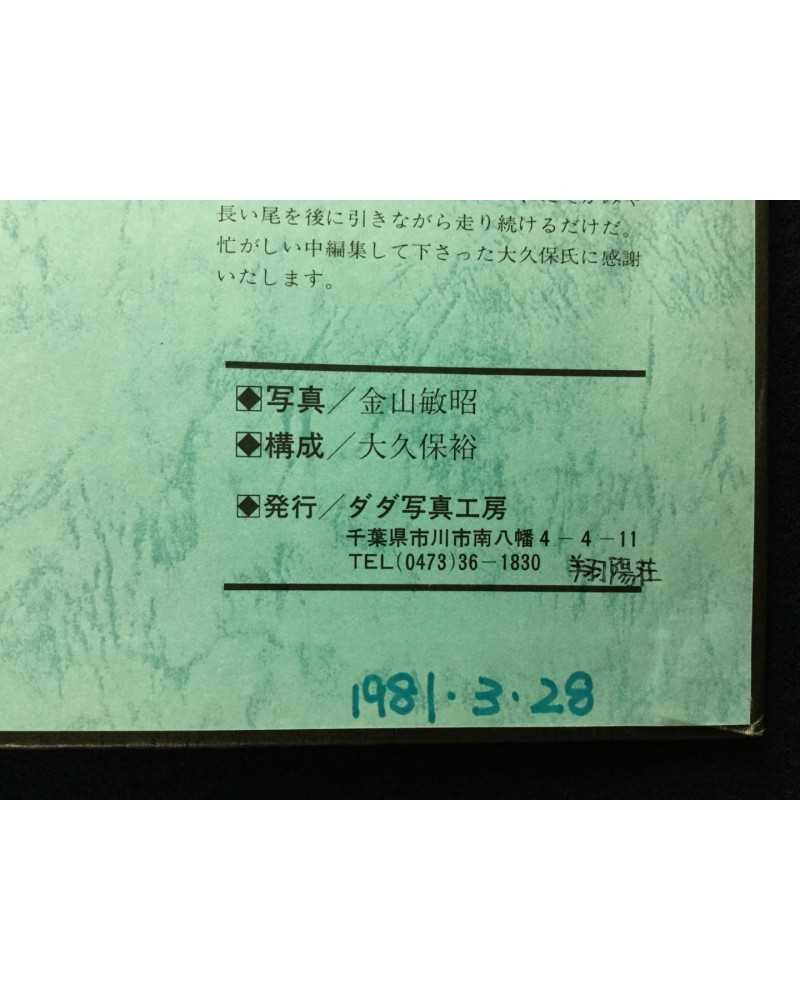 長い尾を後に引きながら走り続けるだけだ。
忙がしい中編集して下さった大久保氏に感謝
いたします。
◆写真/金山敏昭
◆構成/大久保裕
◆発行/ダダ写真工房
千葉県市川市南八幡4-4-11
TEL(0473)36-1830 翔陽荘
1981.3.28